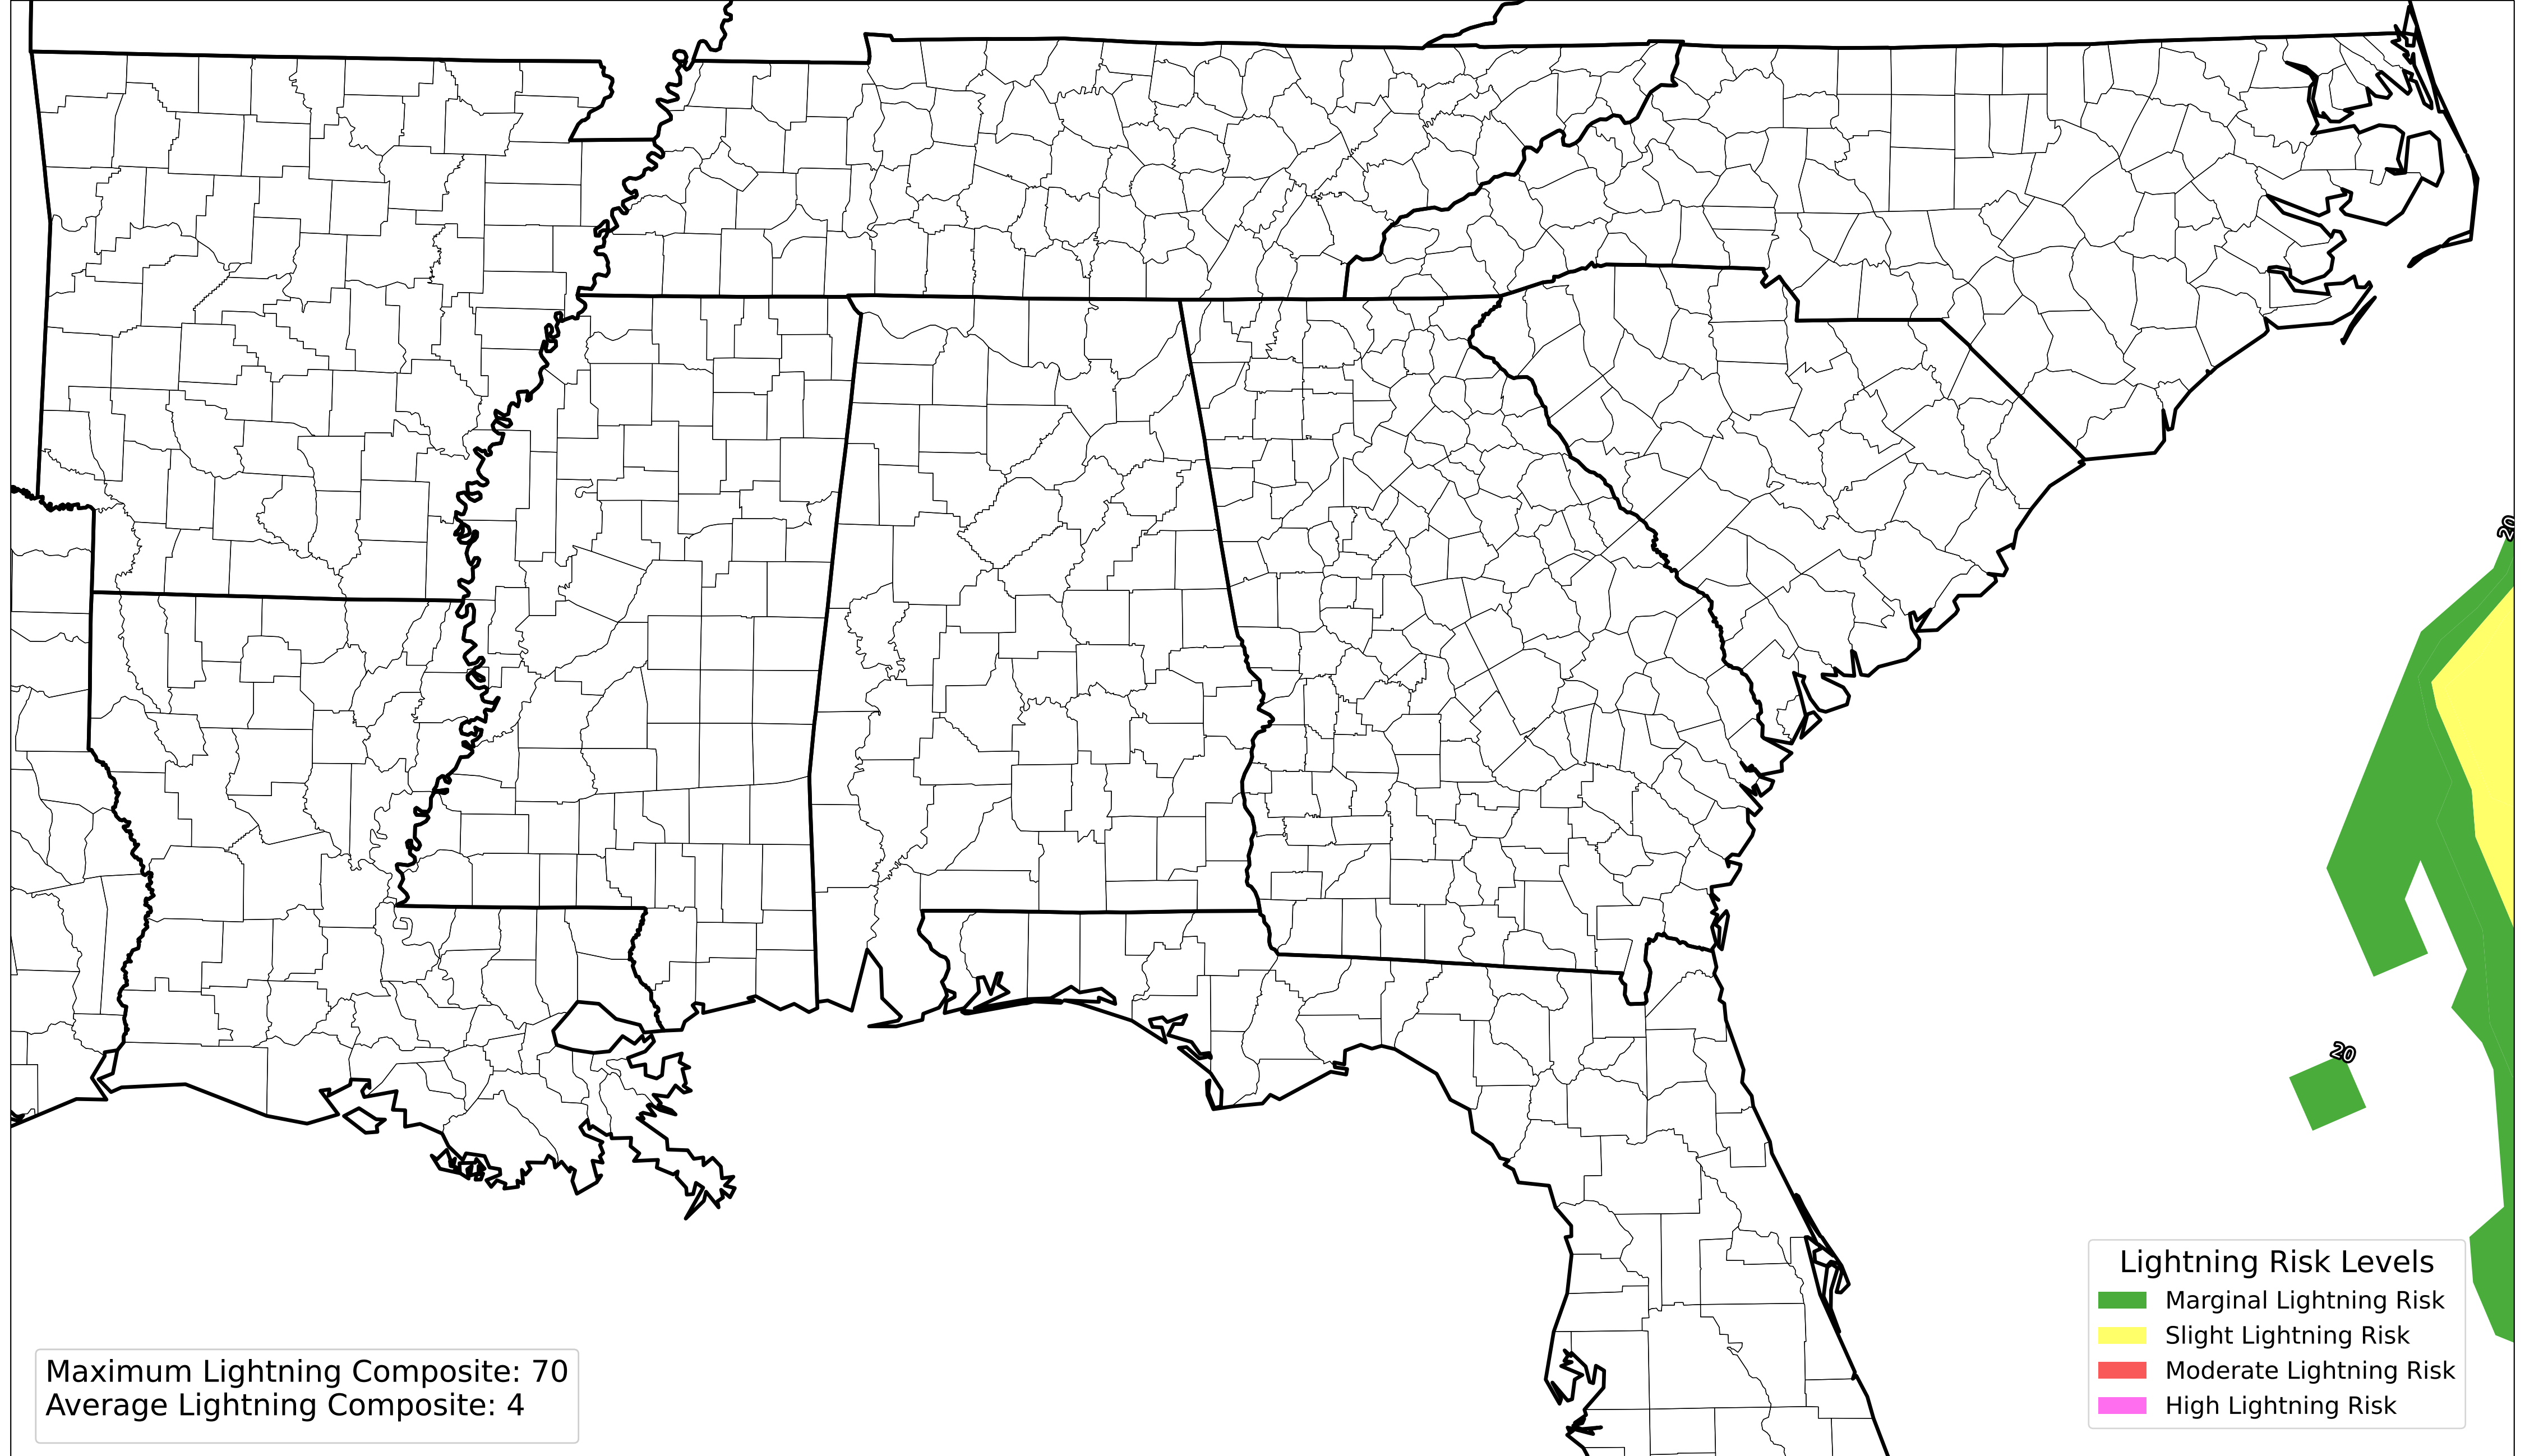 20
20
Lightning Risk Levels
Marginal Lightning Risk
Slight Lightning Risk
Moderate Lightning Risk
High Lightning Risk
Maximum Lightning Composite: 70
Average Lightning Composite: 4